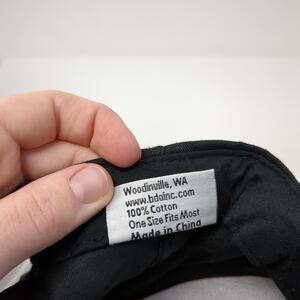 Woodinville, WA
www.bdainc.com
100% Cotton
One Size Fits Most
Made in China